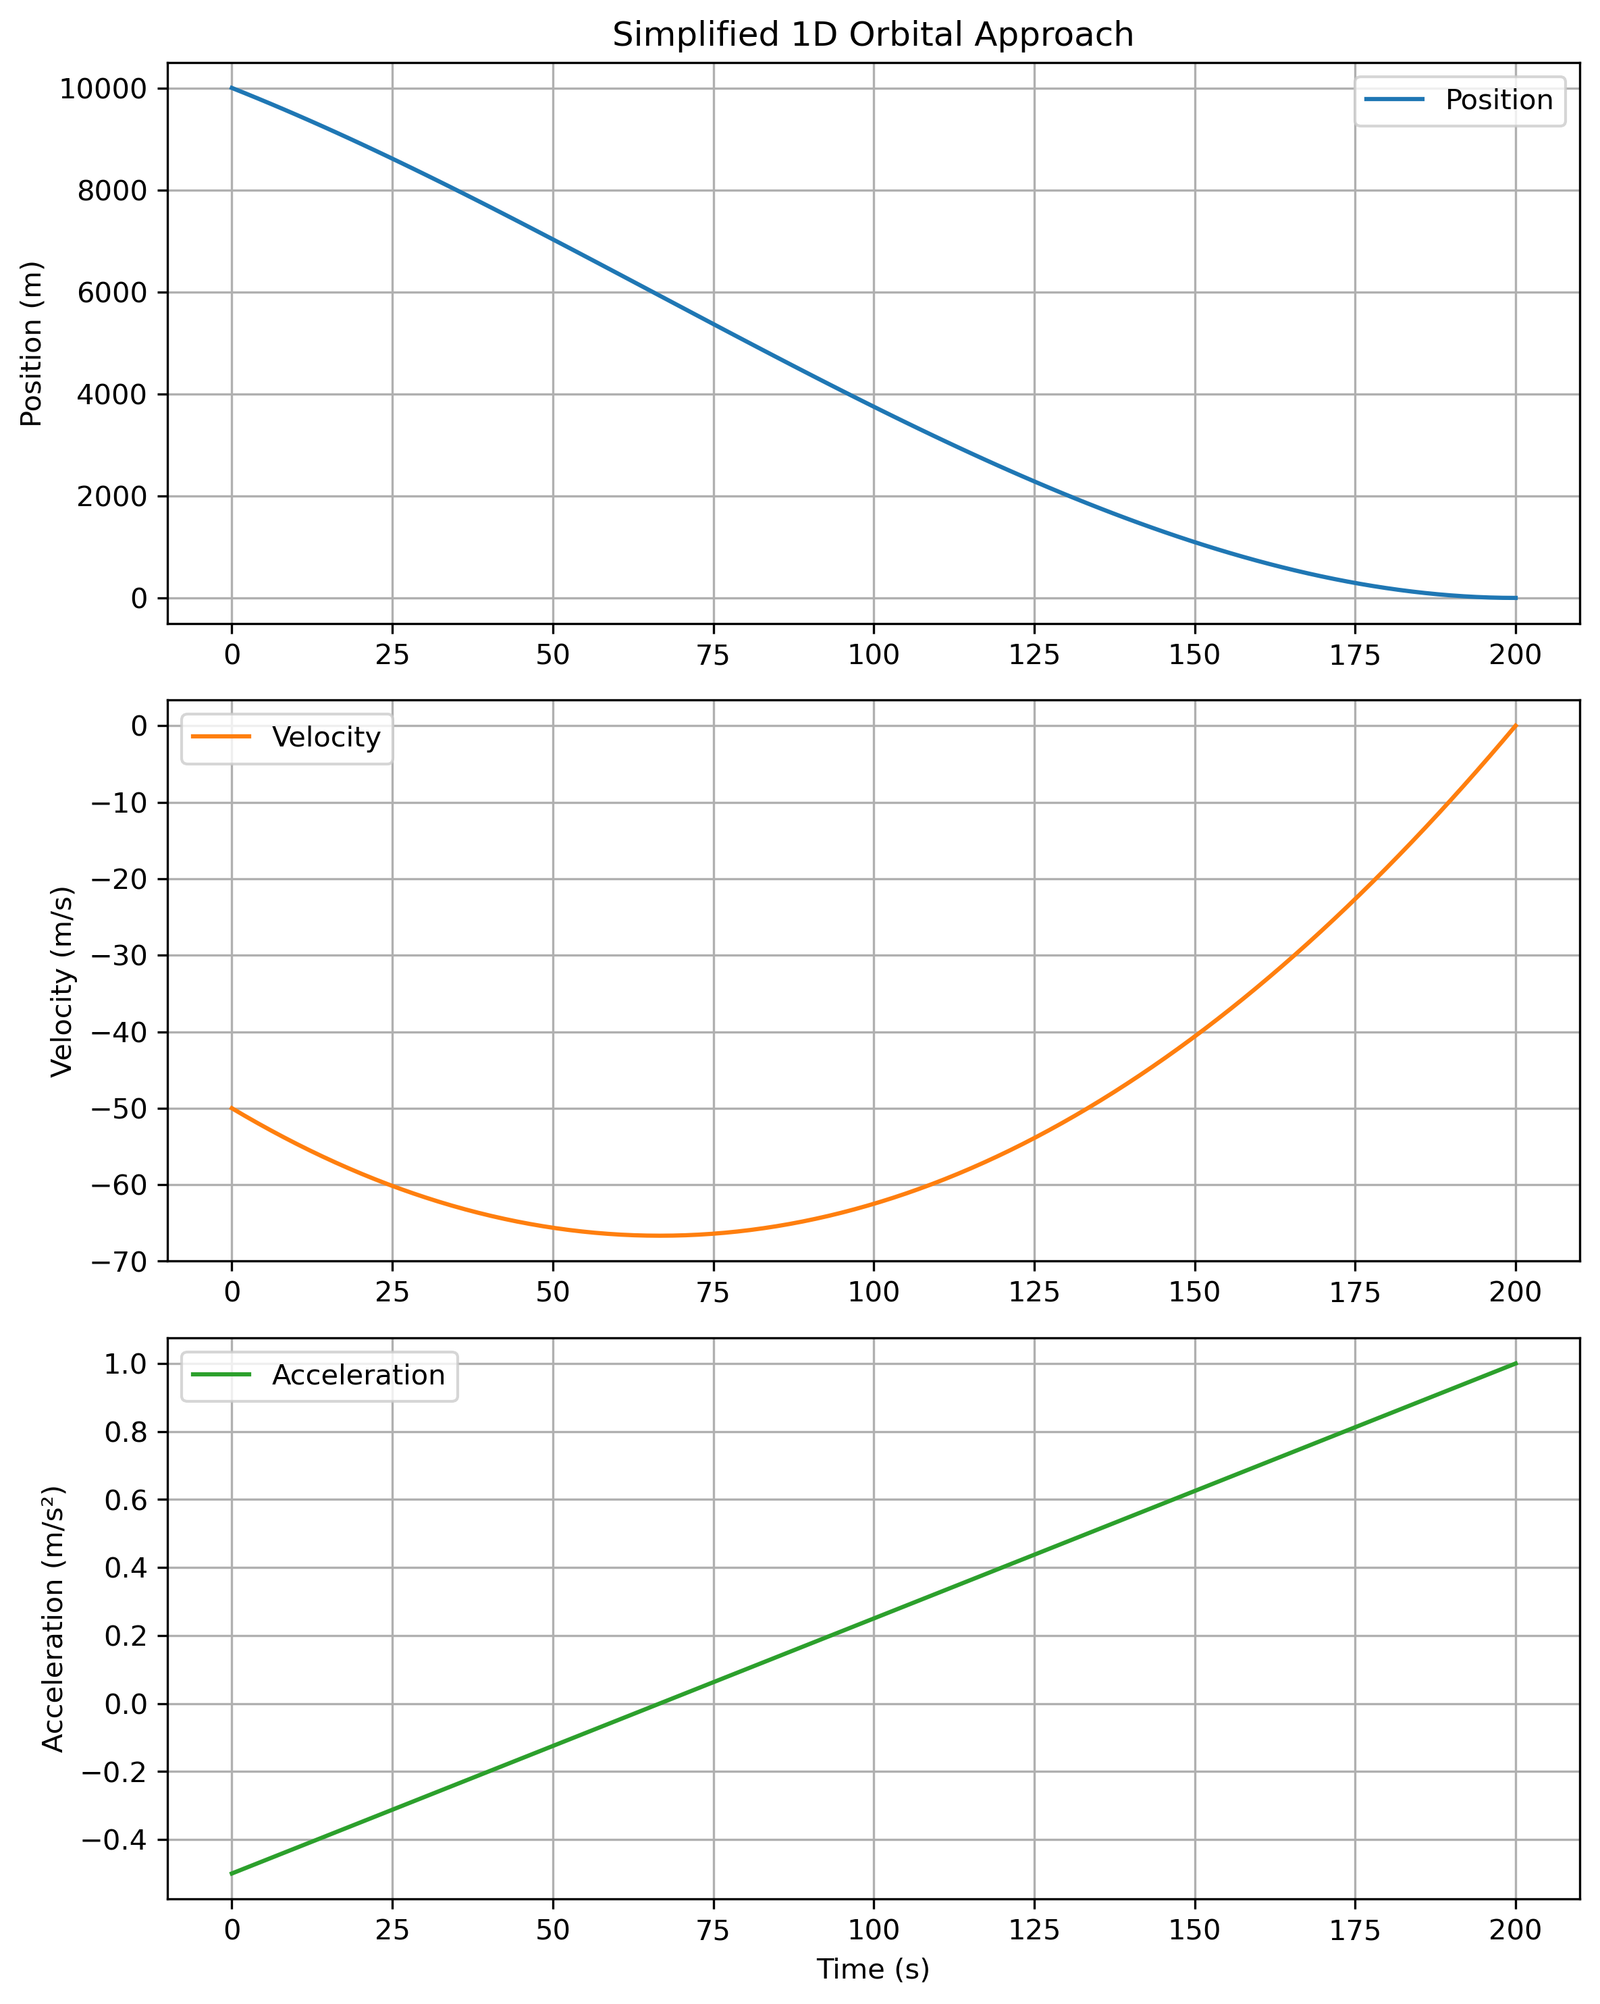 Simplified 1D Orbital Approach
Position
Position (m)
10000
8000
6000
4000
2000
0
0 25 50 75 100 125 150 175 200
Velocity
Velocity (m/s)
0
−10
−20
−30
−40
−50
−60
−70
0 25 50 75 100 125 150 175 200
Acceleration
Acceleration (m/s²)
1.0
0.8
0.6
0.4
0.2
0.0
−0.2
−0.4
0 25 50 75 100 125 150 175 200
Time (s)